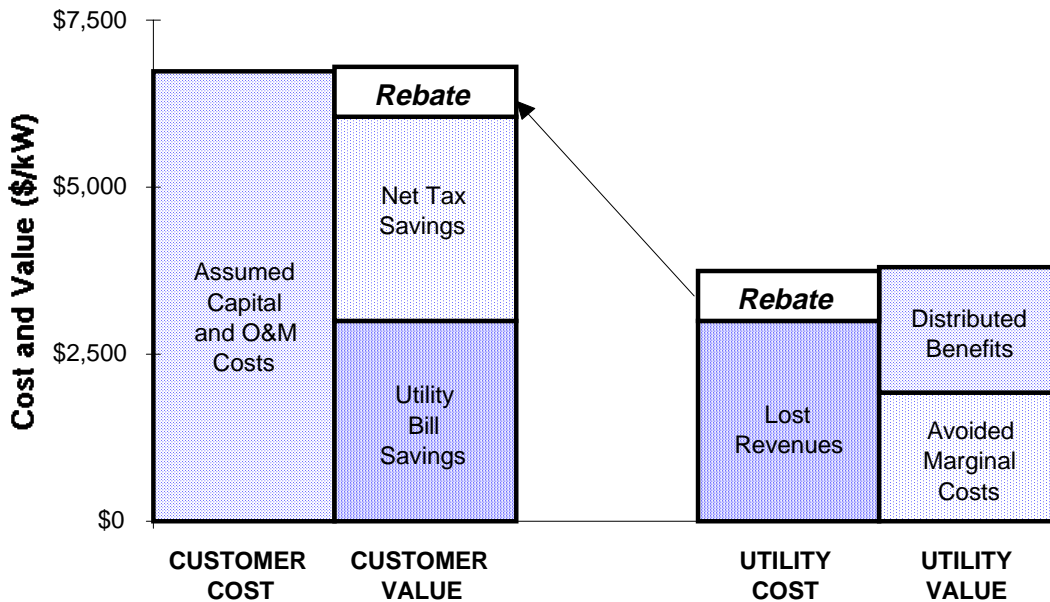 $7,500
$5,000
$2,500
$0
Cost and Value ($/kW)
Assumed
Capital
and O&M
Costs
Rebate
Net Tax
Savings
Utility
Bill
Savings
Rebate
Lost
Revenues
Distributed
Benefits
Avoided
Marginal
Costs
CUSTOMER
COST
CUSTOMER
VALUE
UTILITY
COST
UTILITY
VALUE